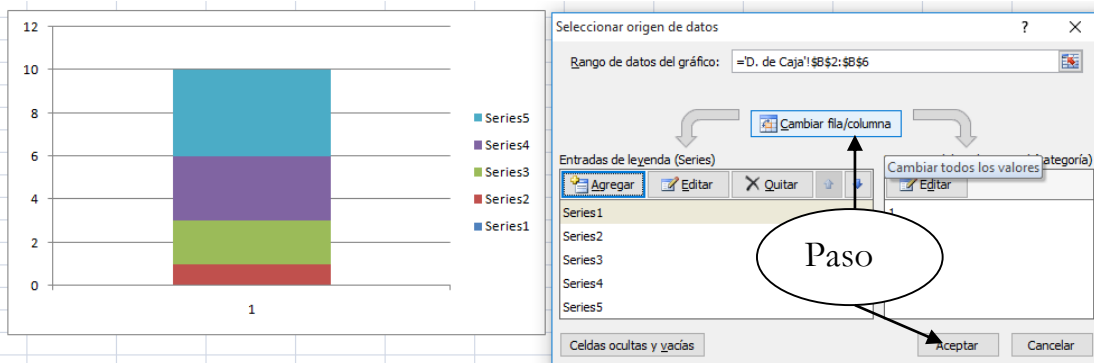 12
10
8
6
4
2
0
1
Series5
Series4
Series3
Series2
Series1
Seleccionar origen de datos ? X
Rango de datos del gráfico: ='D. de Caja'!$B$2:$B$6
Cambiar fila/columna
Entradas de leyenda (Series)
ategoría)
Cambiar todos los valores
Agregar Editar Quitar
Editar
Series1
Series2
Series3
Series4
Series5
1
Paso
Celdas ocultas y vacías
Aceptar Cancelar